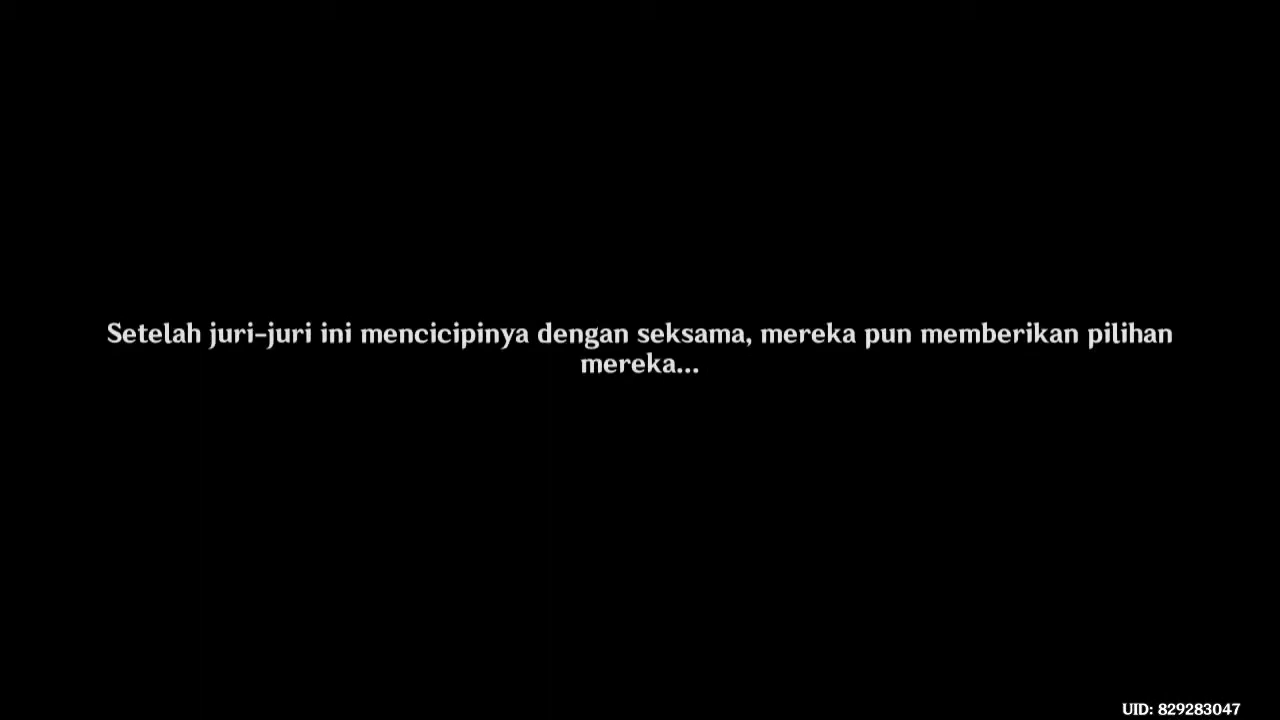 Setelah juri-juri ini mencicipinya dengan seksama, mereka pun memberikan pilihan
mereka...
UID: 829283047